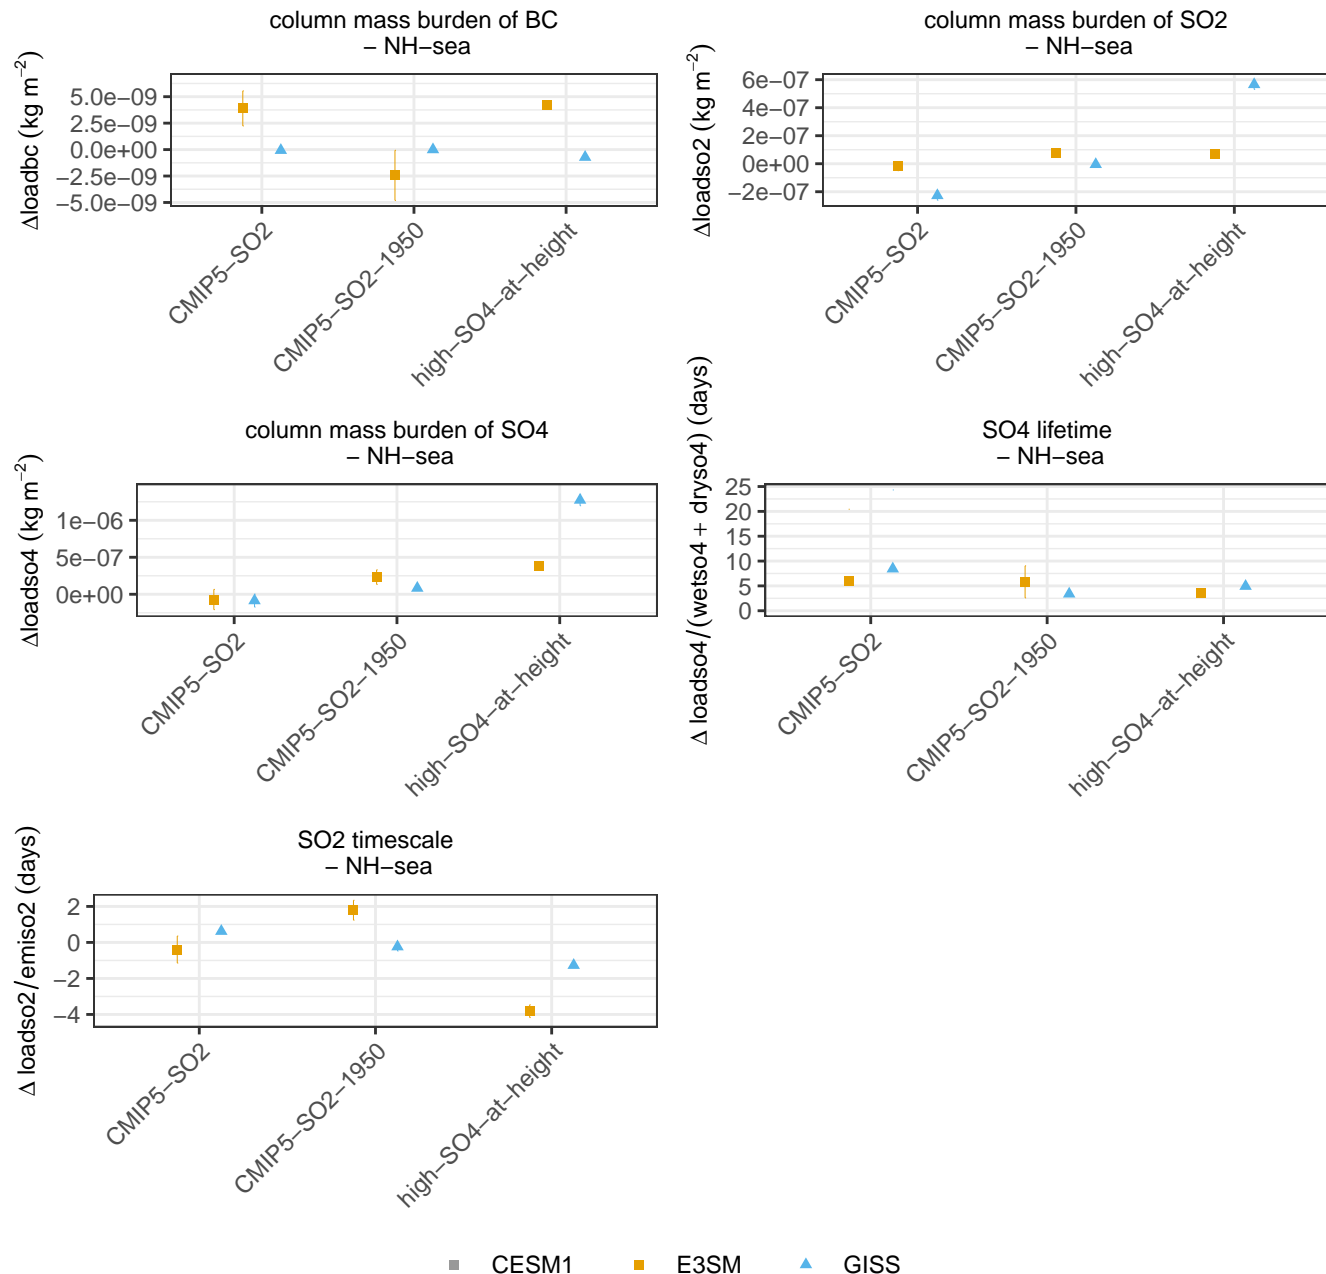 column mass burden of BC
− NH−sea
Δloadbc (kg m−2)
5.0e−09
2.5e−09
0.0e+00
−2.5e−09
−5.0e−09
CMIP5−SO2
CMIP5−SO2−1950
high−SO4−at−height
column mass burden of SO2
− NH−sea
Δloadso2 (kg m−2)
6e−07
4e−07
2e−07
0e+00
−2e−07
CMIP5−SO2
CMIP5−SO2−1950
high−SO4−at−height
column mass burden of SO4
− NH−sea
Δloadso4 (kg m−2)
1e−06
5e−07
0e+00
CMIP5−SO2
CMIP5−SO2−1950
high−SO4−at−height
SO4 lifetime
− NH−sea
Δ loadso4/(wetso4 + dryso4) (days)
25
20
15
10
5
0
CMIP5−SO2
CMIP5−SO2−1950
high−SO4−at−height
SO2 timescale
− NH−sea
Δ loadso2/emiso2 (days)
2
0
−2
−4
CMIP5−SO2
CMIP5−SO2−1950
high−SO4−at−height
CESM1
E3SM
GISS